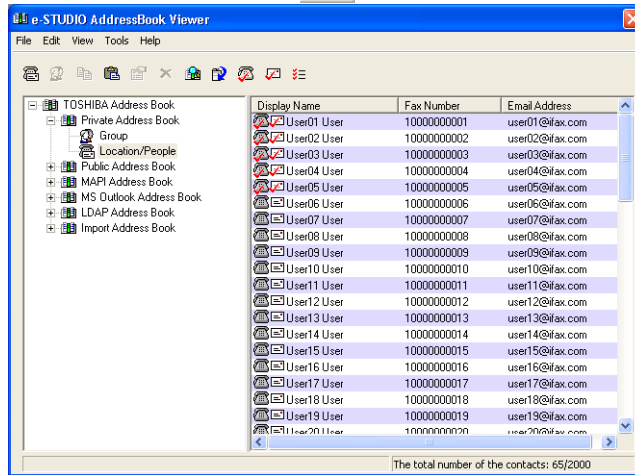 e-STUDIO AddressBook Viewer
File Edit View Tools Help
TOSHIBA Address Book
Private Address Book
Group
Location/People
Public Address Book
MAPI Address Book
MS Outlook Address Book
LDAP Address Book
Import Address Book
Display Name Fax Number Email Address
User01 User 10000000001 user01@ifax.com
User02 User 10000000002 user02@ifax.com
User03 User 10000000003 user03@ifax.com
User04 User 10000000004 user04@ifax.com
User05 User 10000000005 user05@ifax.com
User06 User 10000000006 user06@ifax.com
User07 User 10000000007 user07@ifax.com
User08 User 10000000008 user08@ifax.com
User09 User 10000000009 user09@ifax.com
User10 User 10000000010 user10@ifax.com
User11 User 10000000011 user11@ifax.com
User12 User 10000000012 user12@ifax.com
User13 User 10000000013 user13@ifax.com
User14 User 10000000014 user14@ifax.com
User15 User 10000000015 user15@ifax.com
User16 User 10000000016 user16@ifax.com
User17 User 10000000017 user17@ifax.com
User18 User 10000000018 user18@ifax.com
User19 User 10000000019 user19@ifax.com
User20 User 10000000020 user20@ifax.com
The total number of the contacts: 65/2000